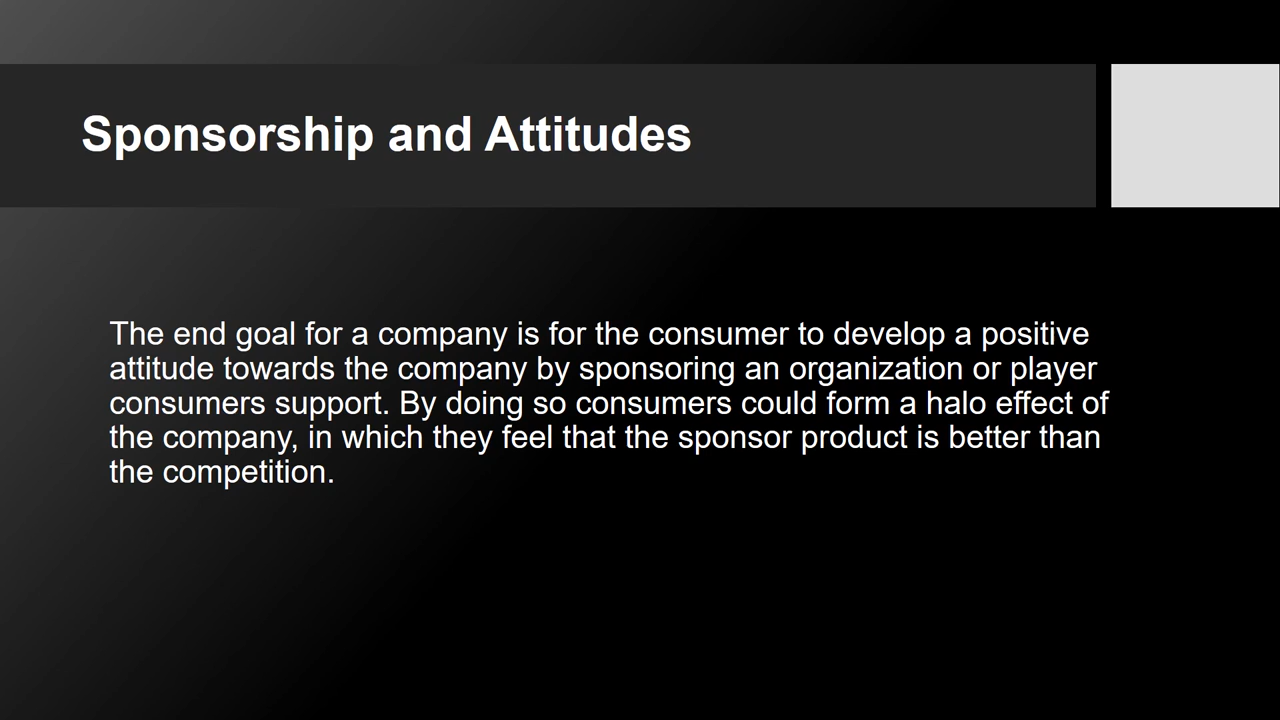 Sponsorship and Attitudes
The end goal for a company is for the consumer to develop a positive
attitude towards the company by sponsoring an organization or player
consumers support. By doing so consumers could form a halo effect of
the company, in which they feel that the sponsor product is better than
the competition.